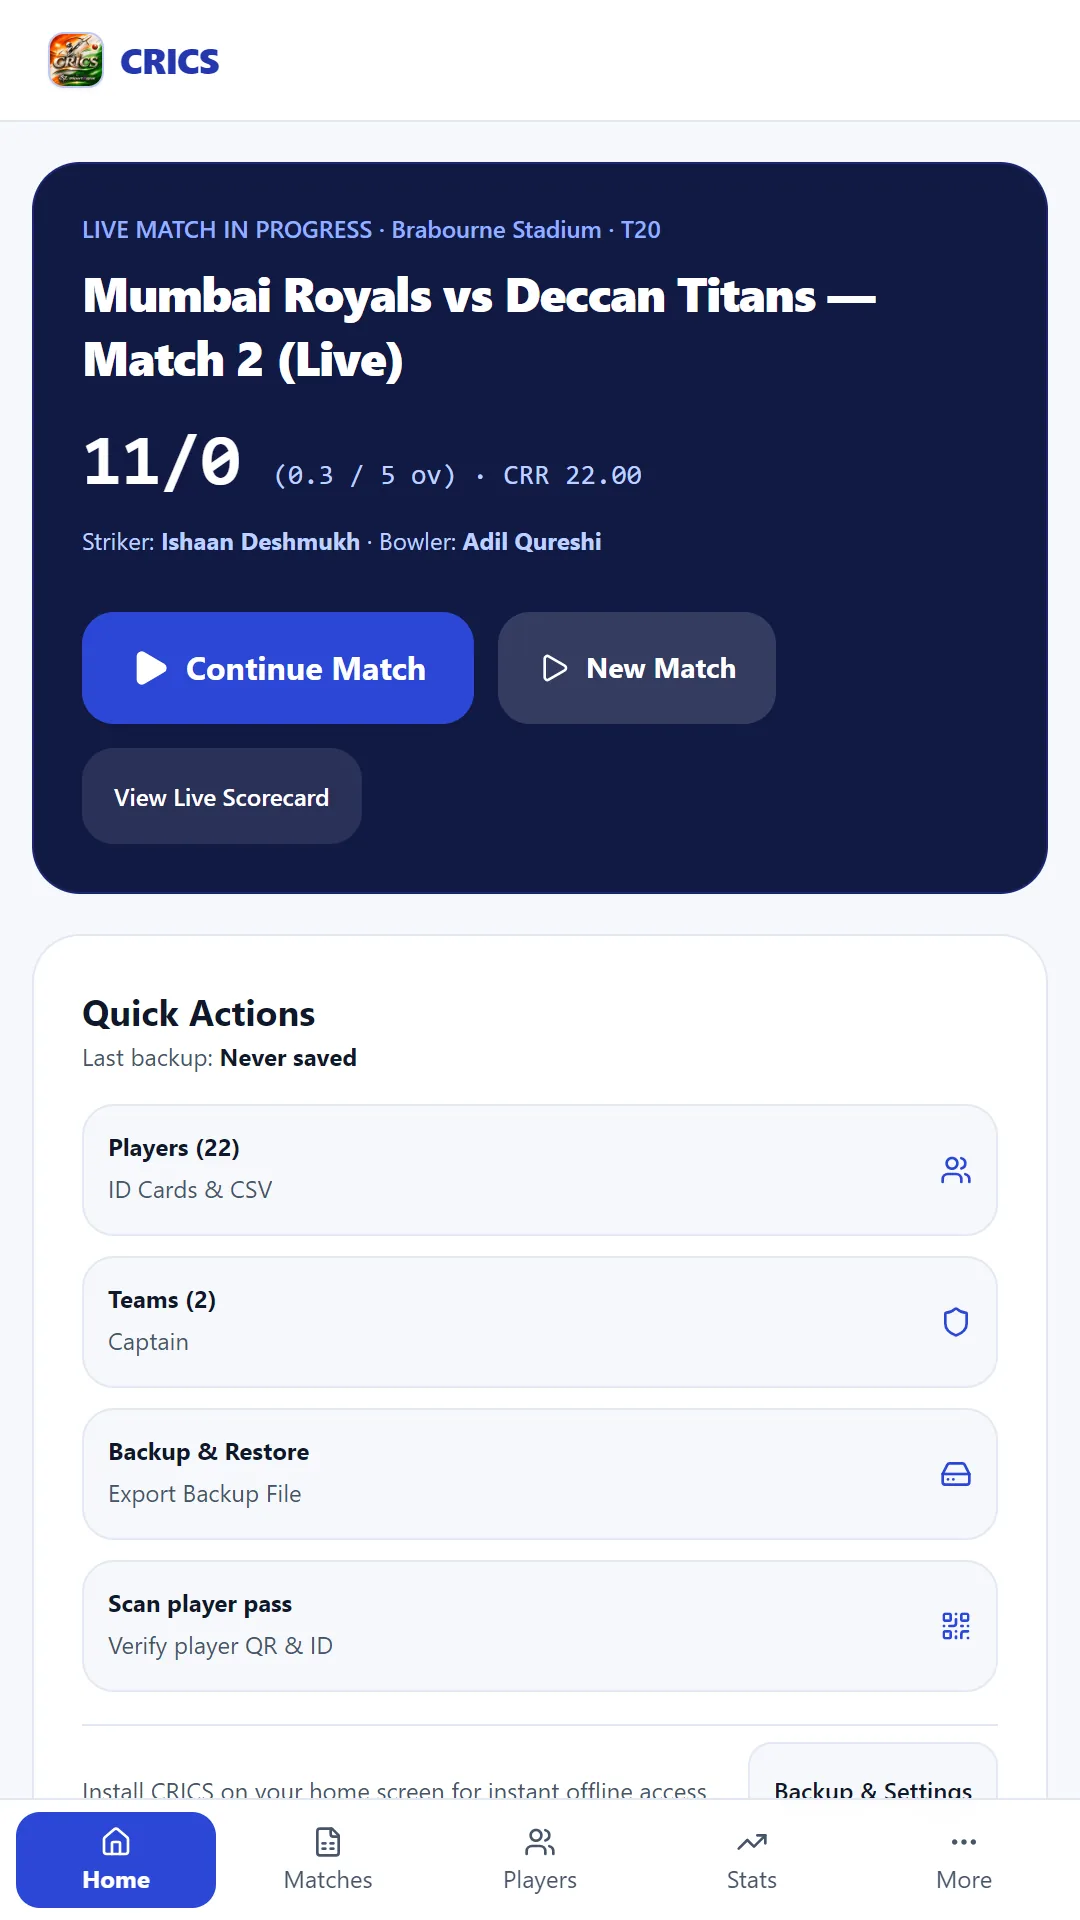 CRICS
CRICS
LIVE MATCH IN PROGRESS · Brabourne Stadium · T20
Mumbai Royals vs Deccan Titans —
Match 2 (Live)
11/0 (0.3 / 5 ov) · CRR 22.00
Striker: Ishaan Deshmukh · Bowler: Adil Qureshi
Continue Match
New Match
View Live Scorecard
Quick Actions
Last backup: Never saved
Players (22)
ID Cards & CSV
Teams (2)
Captain
Backup & Restore
Export Backup File
Scan player pass
Verify player QR & ID
Install CRICS on your home screen for instant offline access
Backup & Settings
Home
Matches
Players
Stats
More